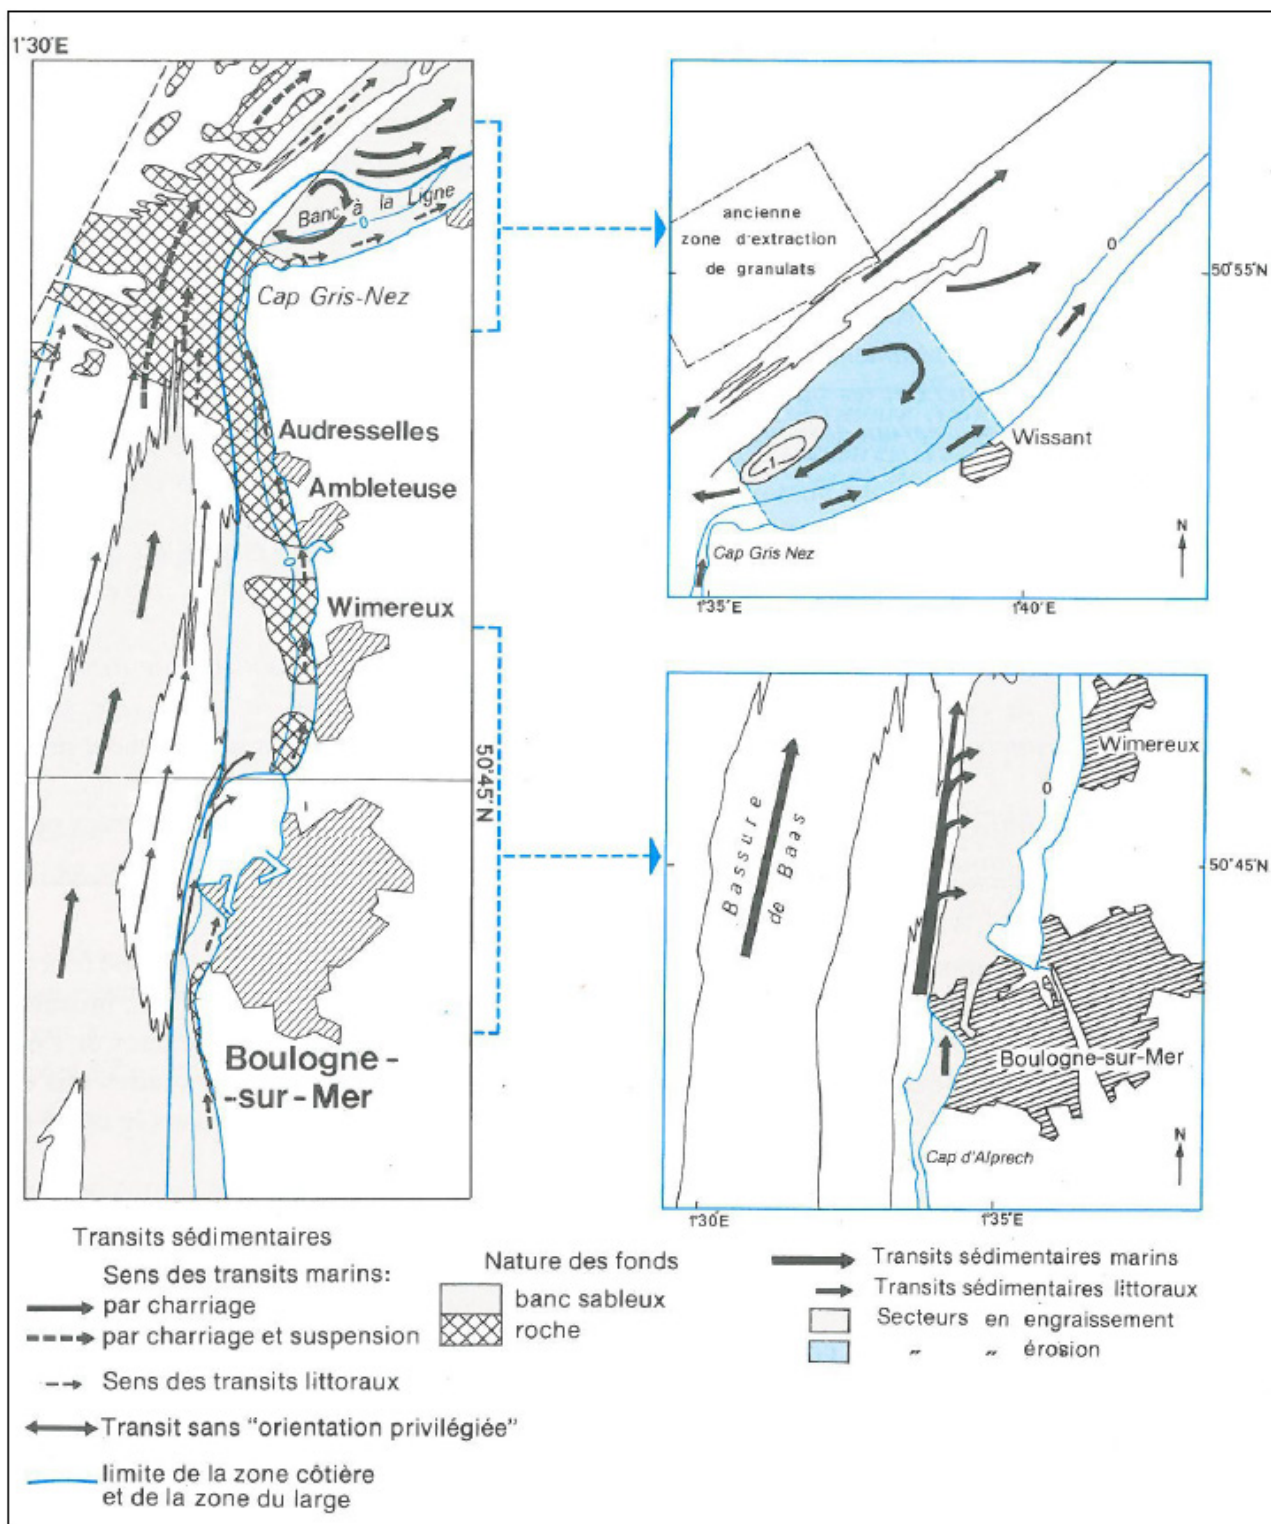 1°30'E
Banc à la Ligne
0
Cap Gris-Nez
Audresselles
Ambleteuse
0
Wimereux
50°45'N
Boulogne-
-sur-Mer
ancienne
zone d'extraction
de granulats
0
50°55'N
Wissant
-1
Cap Gris Nez
N
1°35'E
1°40'E
Wimereux
0
Bassure
de Baas
50°45'N
Boulogne-sur-Mer
Cap d'Alprech
N
1°30'E
1°35'E
Transits sédimentaires
Sens des transits marins:
par charriage
par charriage et suspension
Sens des transits littoraux
Transit sans "orientation privilégiée"
limite de la zone côtière
et de la zone du large
Nature des fonds
banc sableux
roche
Transits sédimentaires marins
Transits sédimentaires littoraux
Secteurs en engraissement
" " érosion